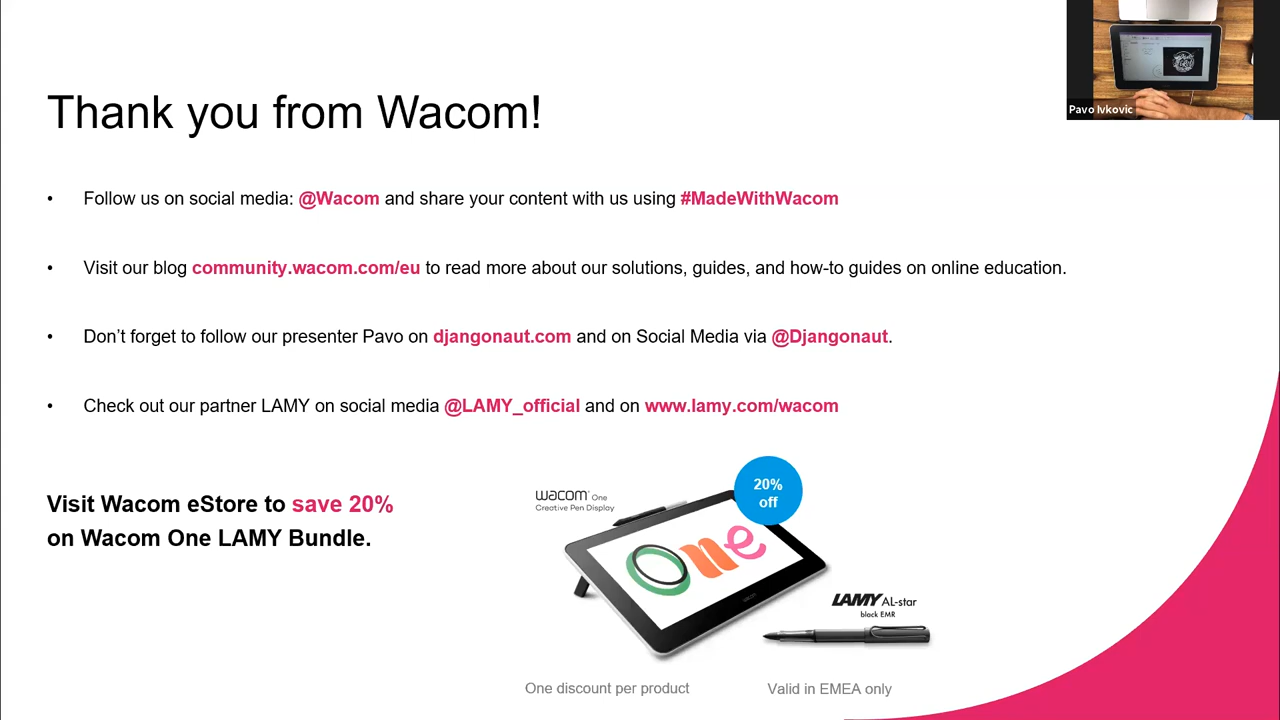 Pavo Ivkovic
Thank you from Wacom!
• Follow us on social media: @Wacom and share your content with us using #MadeWithWacom
• Visit our blog community.wacom.com/eu to read more about our solutions, guides, and how-to guides on online education.
• Don’t forget to follow our presenter Pavo on djangonaut.com and on Social Media via @Djangonaut.
• Check out our partner LAMY on social media @LAMY_official and on www.lamy.com/wacom
Visit Wacom eStore to save 20%
on Wacom One LAMY Bundle.
wacom One
Creative Pen Display
20%
off
One
wacom
LAMY AL-star
black EMR
One discount per product
Valid in EMEA only